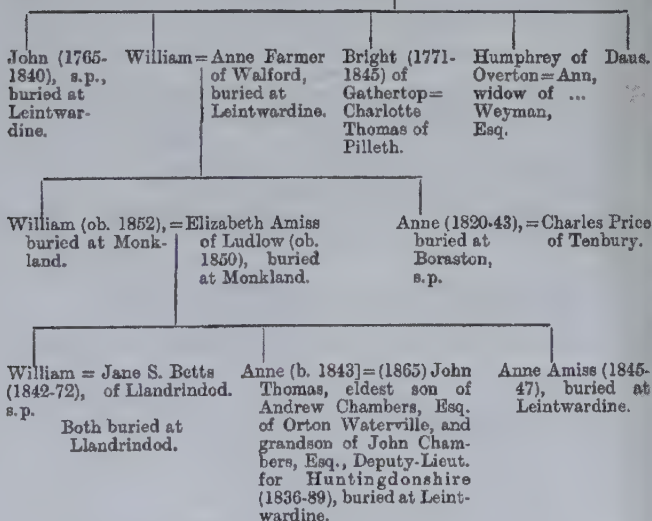 John (1765-
1840), s.p.,
buried at
Leintwar-
dine.
William = Anne Farmer
of Walford,
buried at
Leintwardine.
Bright (1771-
1845) of
Gathertop=
Charlotte
Thomas of
Pilleth.
Humphrey of
Overton=Ann,
widow of ...
Weyman,
Esq.
Daus.
William (ob. 1852),
buried at Monk-
land.
=Elizabeth Amiss
of Ludlow (ob.
1850), buried
at Monkland.
Anne (1820-43),
buried at
Boraston,
s.p.
=Charles Price
of Tenbury.
William = Jane S. Betts
(1842-72), of Llandrindod.
s.p.
Both buried at
Llandrindod.
Anne (b. 1843]=(1865) John
Thomas, eldest son of
Andrew Chambers, Esq.
of Orton Waterville, and
grandson of John Cham-
bers, Esq., Deputy-Lieut.
for Huntingdonshire
(1836-89), buried at Leint-
wardine.
Anne Amiss (1845-
47), buried at
Leintwardine.